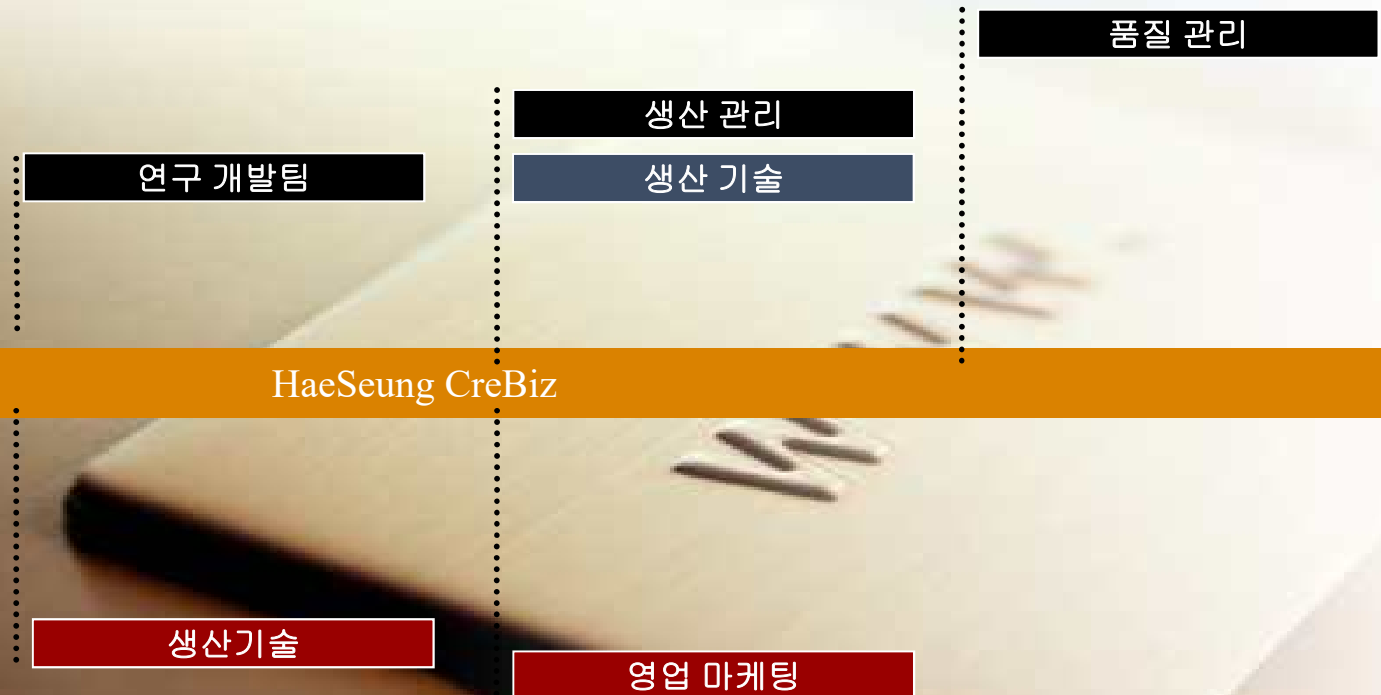 품질 관리
생산 관리
연구 개발팀
생산 기술
HaeSeung CreBiz
생산기술
영업 마케팅